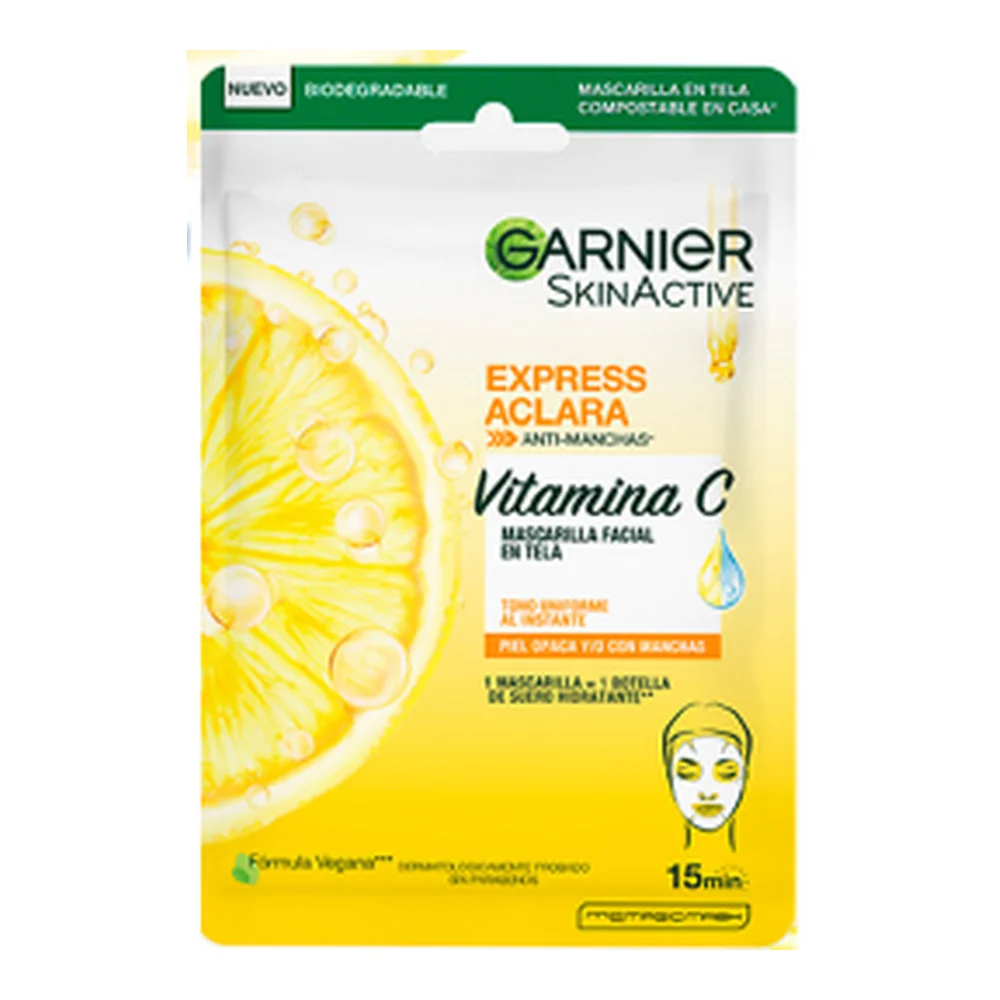 NUEVO
BIODEGRADABLE
MASCARILLA EN TELA
COMPOSTABLE EN CASA*
GARNIER
SKINACTIVE
EXPRESS
ACLARA
ANTI-MANCHAS*
Vitamina C
MASCARILLA FACIAL
EN TELA
TONO UNIFORME
AL INSTANTE
PIEL OPACA Y/O CON MANCHAS
1 MASCARILLA = 1 BOTELLA
DE SUERO HIDRATANTE**
Fórmula Vegana***
DERMATOLOGICAMENTE PROBADO
SIN PARABENOS
15min